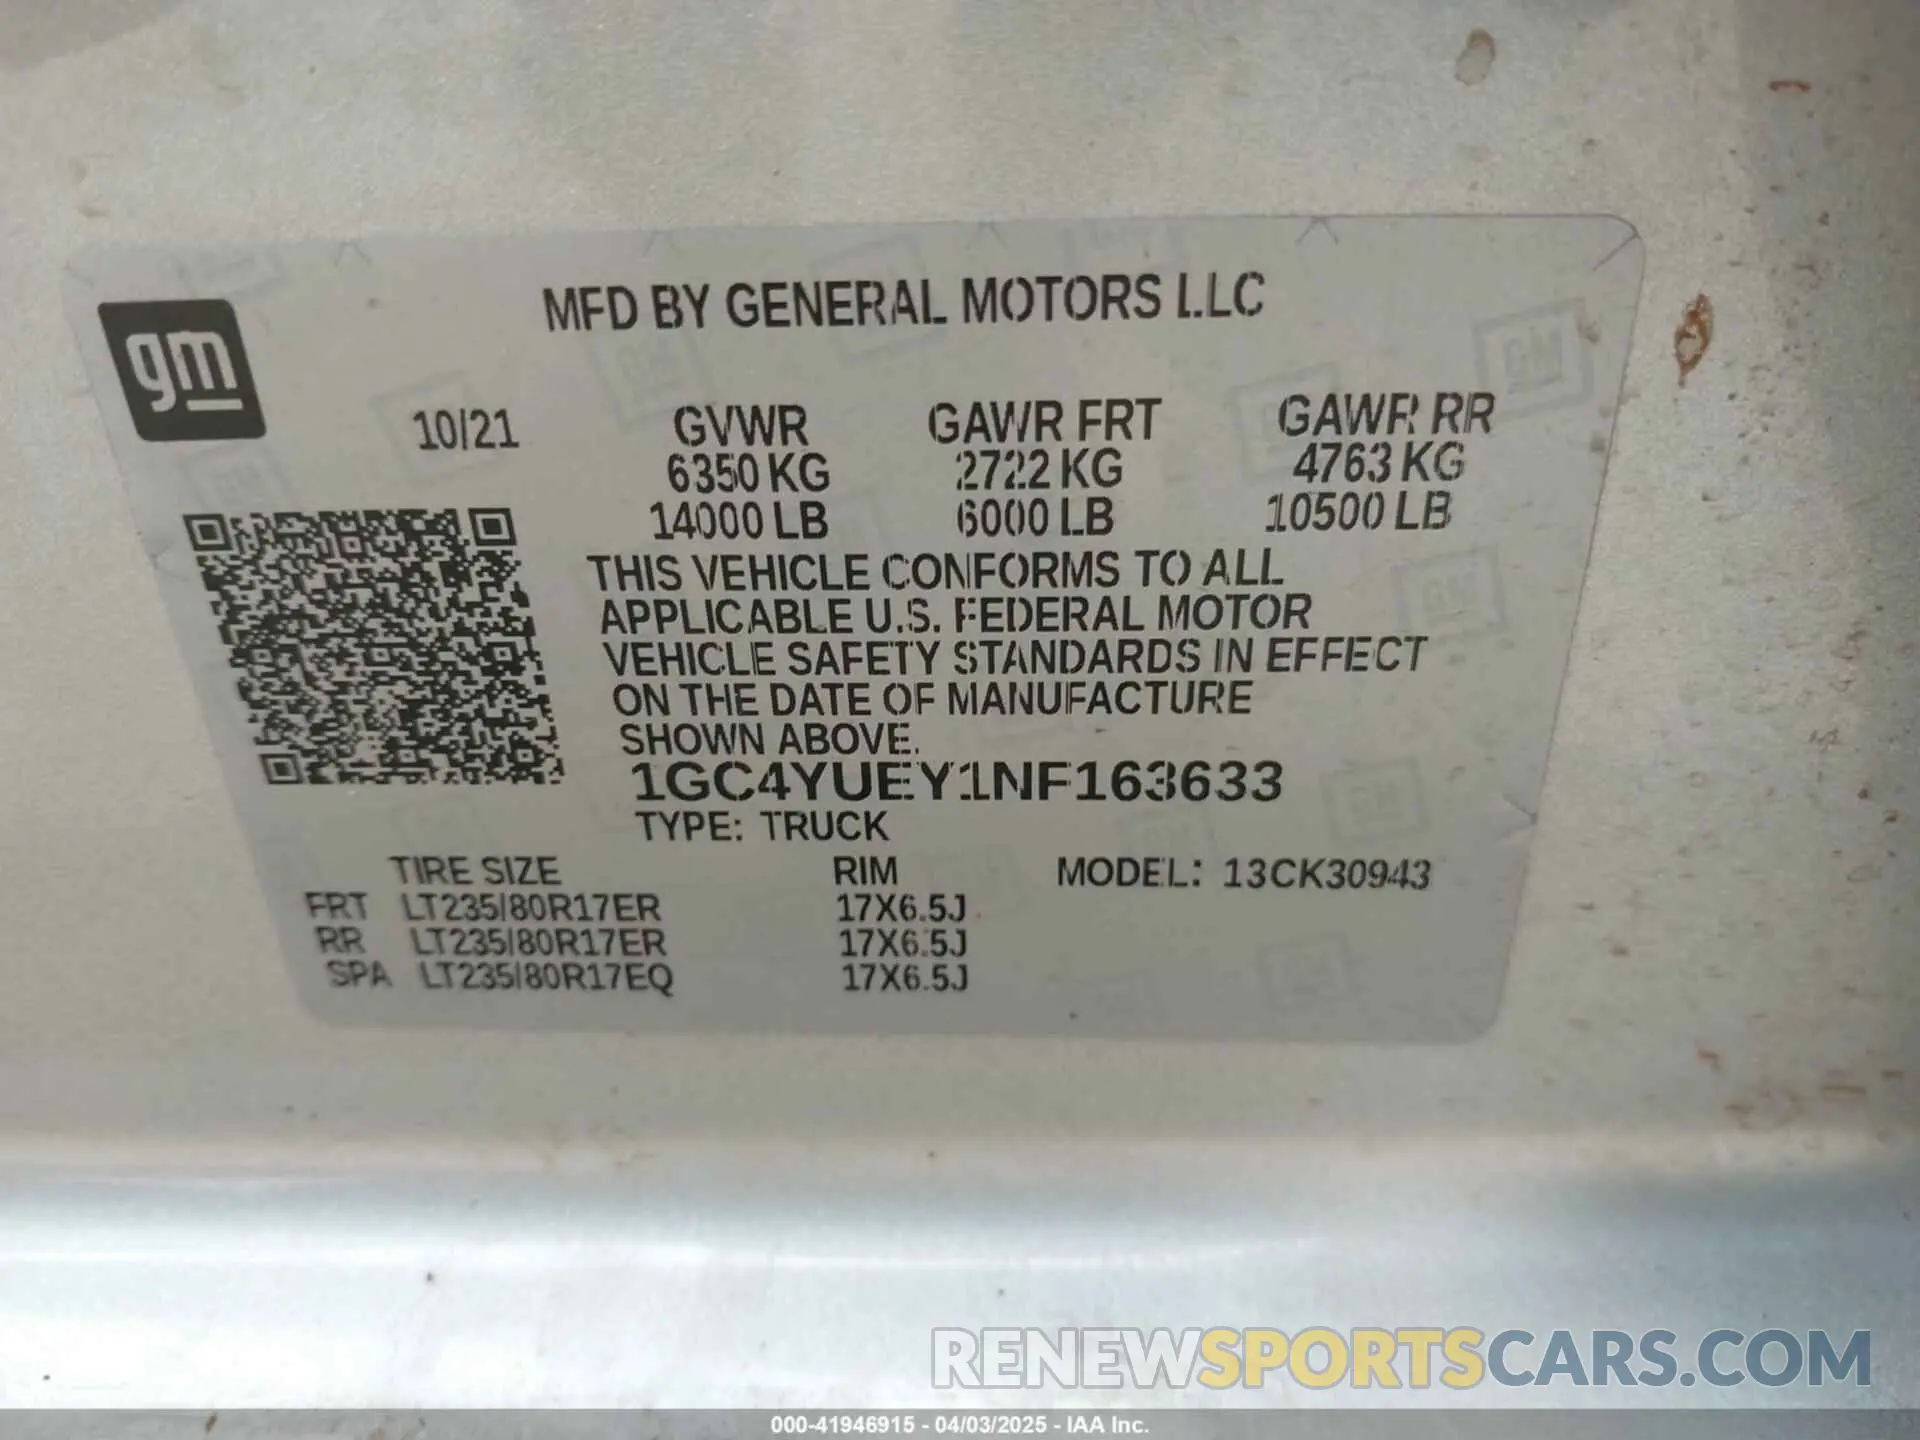 MFD BY GENERAL MOTORS LLC
gm
10/21 GVWR GAWR FRT GAWR RR
6350 KG 2722 KG 4763 KG
14000 LB 6000 LB 10500 LB
THIS VEHICLE CONFORMS TO ALL
APPLICABLE U.S. FEDERAL MOTOR
VEHICLE SAFETY STANDARDS IN EFFECT
ON THE DATE OF MANUFACTURE
SHOWN ABOVE.
1GC4YUEY1NF163633
TYPE: TRUCK
TIRE SIZE RIM MODEL: 13CK30943
FRT LT235/80R17ER 17X6.5J
RR LT235/80R17ER 17X6.5J
SPA LT235/80R17EQ 17X6.5J
RENEWSPORTSCARS.COM
000-41946915 - 04/03/2025 - IAA Inc.